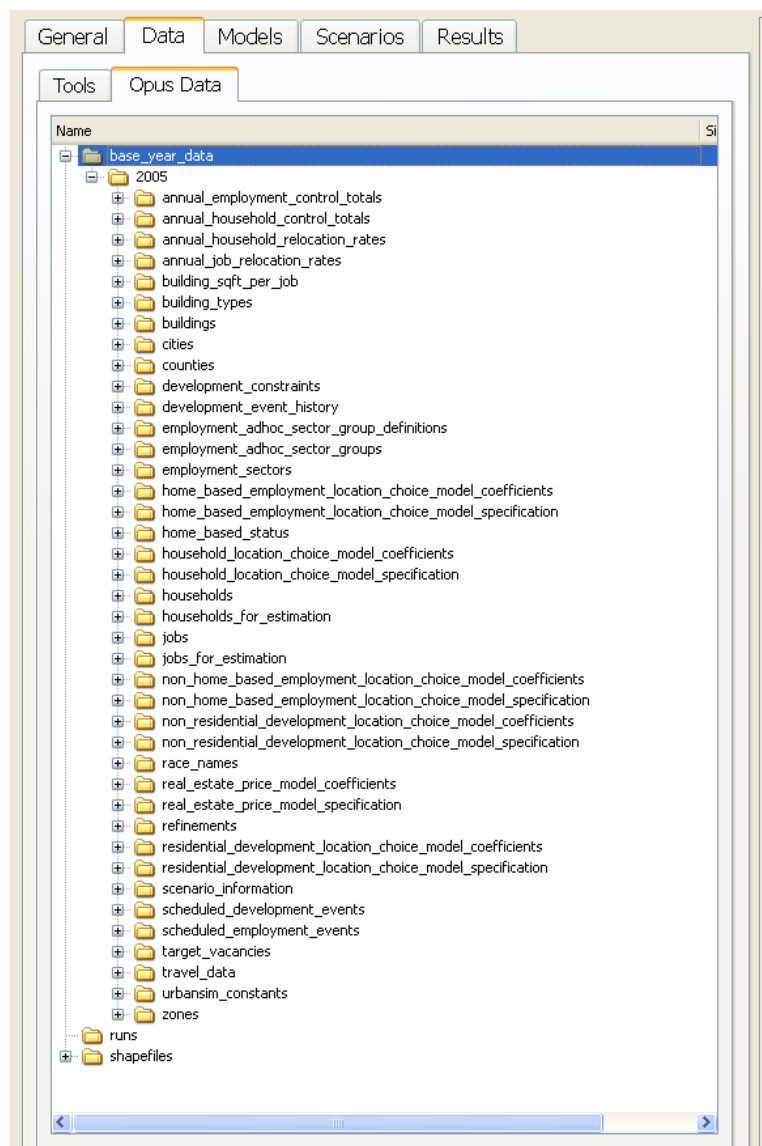 General Data Models Scenarios Results
Tools Opus Data
Name Si
base_year_data
2005
annual_employment_control_totals
annual_household_control_totals
annual_household_relocation_rates
annual_job_relocation_rates
building_sqft_per_job
building_types
buildings
cities
counties
development_constraints
development_event_history
employment_adhoc_sector_group_definitions
employment_adhoc_sector_groups
employment_sectors
home_based_employment_location_choice_model_coefficients
home_based_employment_location_choice_model_specification
home_based_status
household_location_choice_model_coefficients
household_location_choice_model_specification
households
households_for_estimation
jobs
jobs_for_estimation
non_home_based_employment_location_choice_model_coefficients
non_home_based_employment_location_choice_model_specification
non_residential_development_location_choice_model_coefficients
non_residential_development_location_choice_model_specification
race_names
real_estate_price_model_coefficients
real_estate_price_model_specification
refinements
residential_development_location_choice_model_coefficients
residential_development_location_choice_model_specification
scenario_information
scheduled_development_events
scheduled_employment_events
target_vacancies
travel_data
urbansim_constants
zones
runs
shapefiles